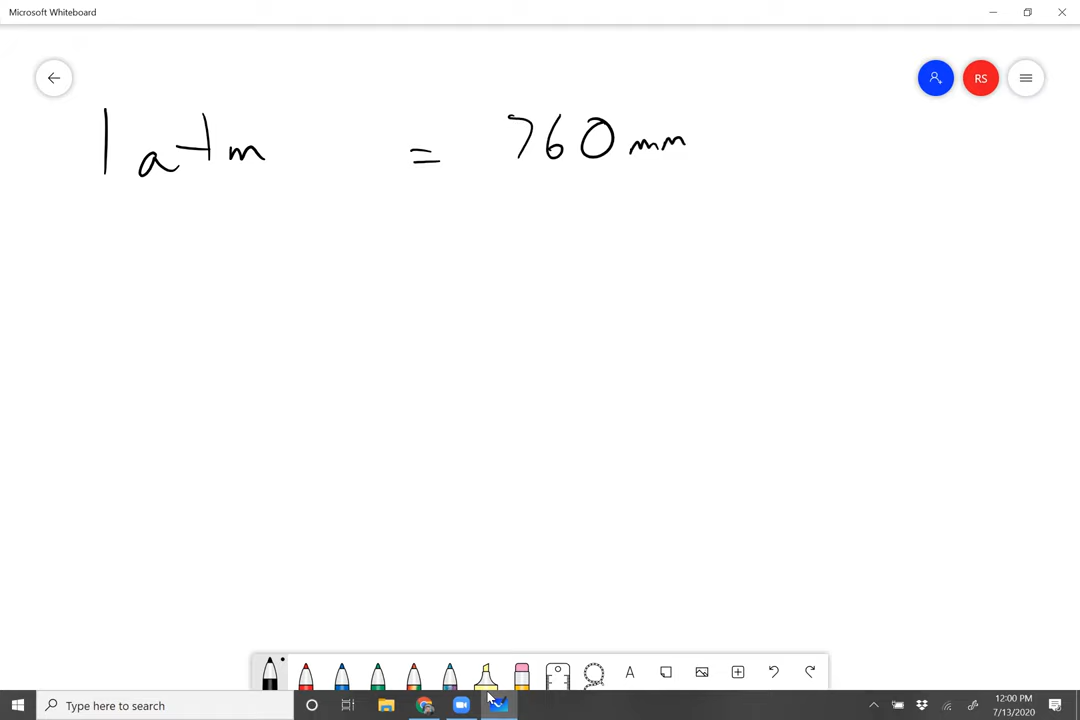 Microsoft Whiteboard
RS
1 atm = 760 mm
A
Type here to search
12:00 PM
7/13/2020